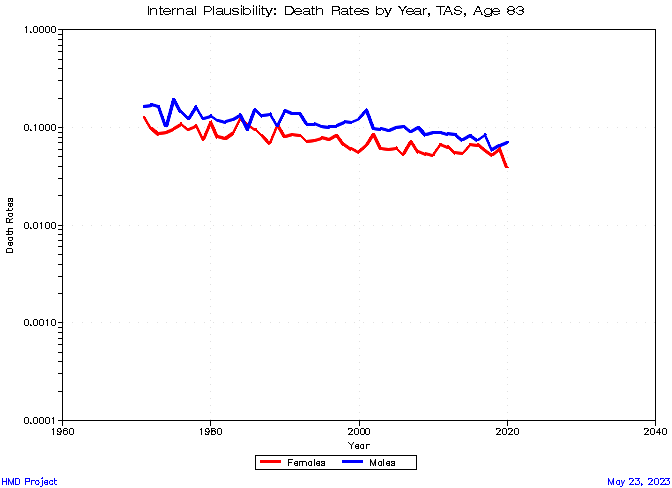 Internal Plausibility: Death Rates by Year, TAS, Age 83
1.0000
0.1000
0.0100
0.0010
0.0001
Death Rates
1960
1980
2000
2020
2040
Year
Females
Males
HMD Project
May 23, 2023